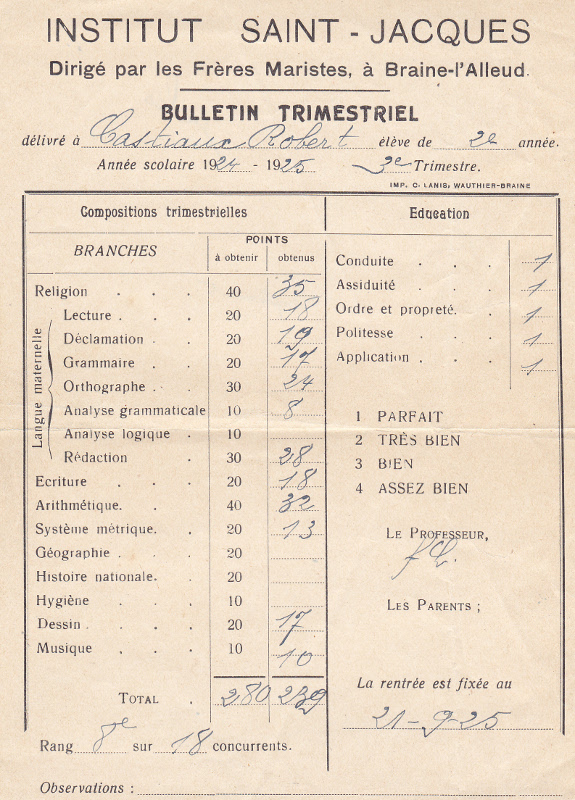 INSTITUT SAINT-JACQUES
Dirigé par les Frères Maristes, à Braine-l'Alleud.
BULLETIN TRIMESTRIEL
délivré à Castiaux Robert élève de 2e année.
Année scolaire 1924 - 1925 3e Trimestre.
IMP. C. LANIS, WAUTHIER-BRAINE
Compositions trimestrielles
BRANCHES
POINTS
à obtenir obtenus
Religion . . . 40 35
Langue maternelle
Lecture . . . 20 18
Déclamation . . 20 19
Grammaire . . 20 17
Orthographe . . 30 24
Analyse grammaticale 10 8
Analyse logique . 10
Rédaction . . 30 28
Ecriture . . . 20 18
Arithmétique. . . 40 32
Système métrique. . 20 13
Géographie . . . 20
Histoire nationale. . 20
Hygiène . . . 10
Dessin . . . 20 17
Musique . . . 10 10
TOTAL . 280 239
Rang 8e sur 18 concurrents.
Education
Conduite . . . 1
Assiduité . . . 1
Ordre et propreté. . . 1
Politesse . . . 1
Application . . . 1
1 PARFAIT
2 TRÈS BIEN
3 BIEN
4 ASSEZ BIEN
LE PROFESSEUR,
LES PARENTS ;
La rentrée est fixée au
21-9-25
Observations :